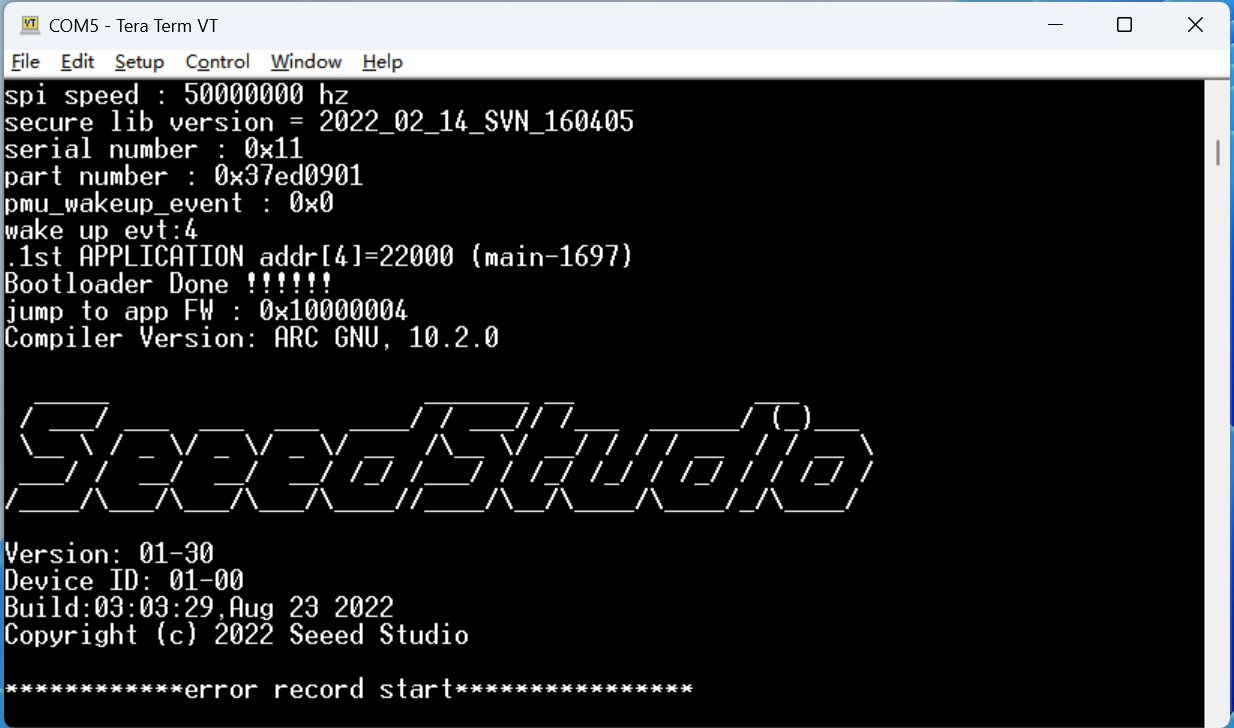 COM5 - Tera Term VT
File Edit Setup Control Window Help
spi speed : 50000000 hz
secure lib version = 2022_02_14_SVN_160405
serial number : 0x11
part number : 0x37ed0901
pmu_wakeup_event : 0x0
wake up evt:4
.1st APPLICATION addr[4]=22000 (main-1697)
Bootloader Done !!!!!!
jump to app FW : 0x10000004
Compiler Version: ARC GNU, 10.2.0
SeeedStudio
Version: 01-30
Device ID: 01-00
Build:03:03:29,Aug 23 2022
Copyright (c) 2022 Seeed Studio
************error record start****************